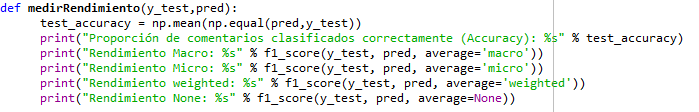 def medirRendimiento(y_test,pred):
    test_accuracy = np.mean(np.equal(pred,y_test))
    print("Proporción de comentarios clasificados correctamente (Accuracy): %s" % test_accuracy)
    print("Rendimiento Macro: %s" % f1_score(y_test, pred, average='macro'))
    print("Rendimiento Micro: %s" % f1_score(y_test, pred, average='micro'))
    print("Rendimiento weighted: %s" % f1_score(y_test, pred, average='weighted'))
    print("Rendimiento None: %s" % f1_score(y_test, pred, average=None))